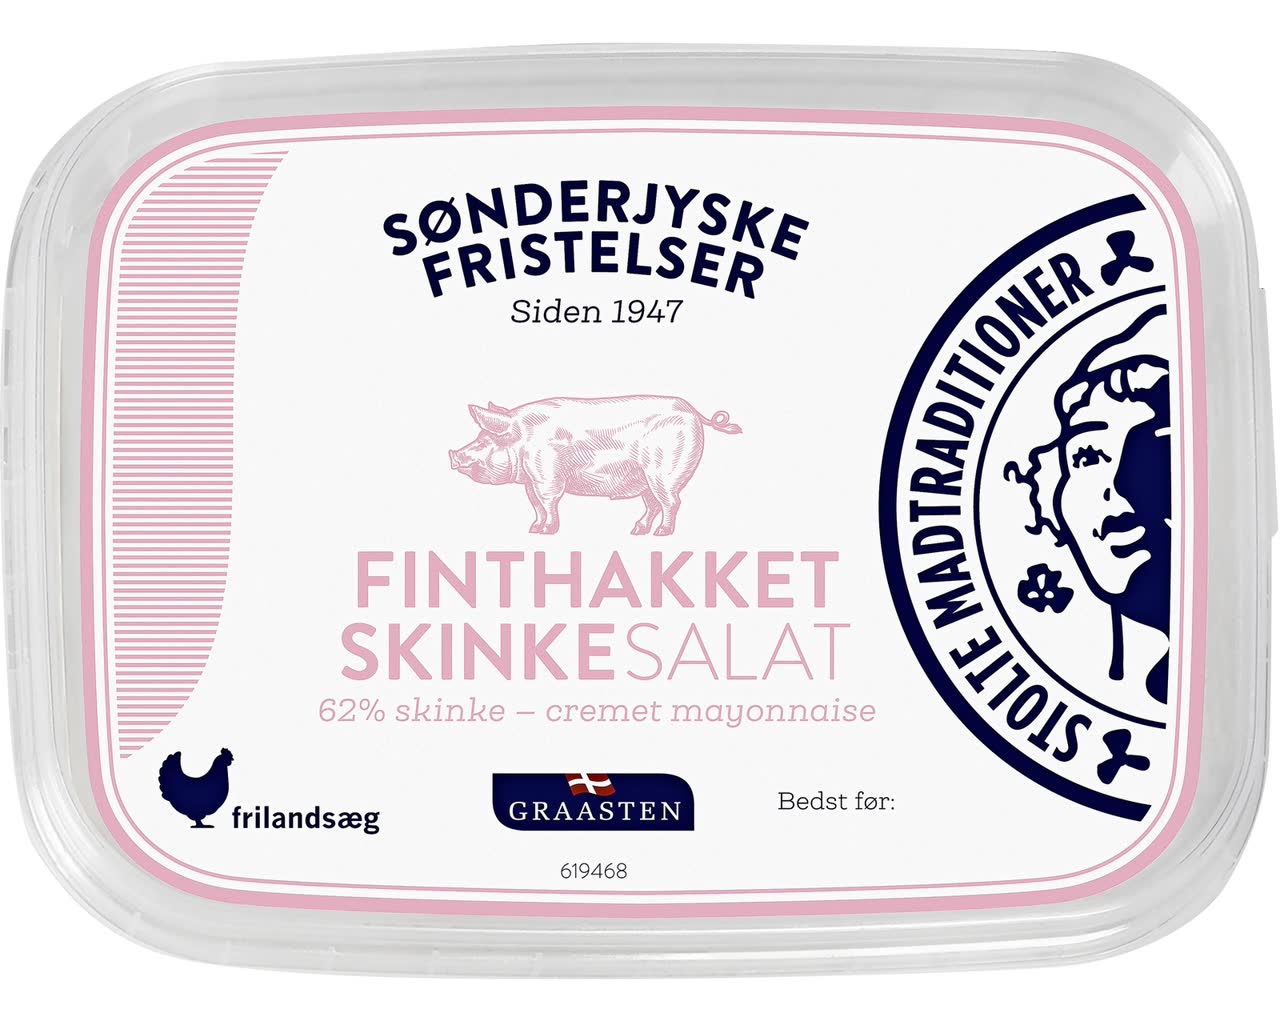 SØNDERJYSKE
FRISTELSER
Siden 1947
STOLTE MADTRADITIONER
FINTHAKKET
SKINKESALAT
62% skinke – cremet mayonnaise
frilandsæg
GRAASTEN
Bedst før:
619468